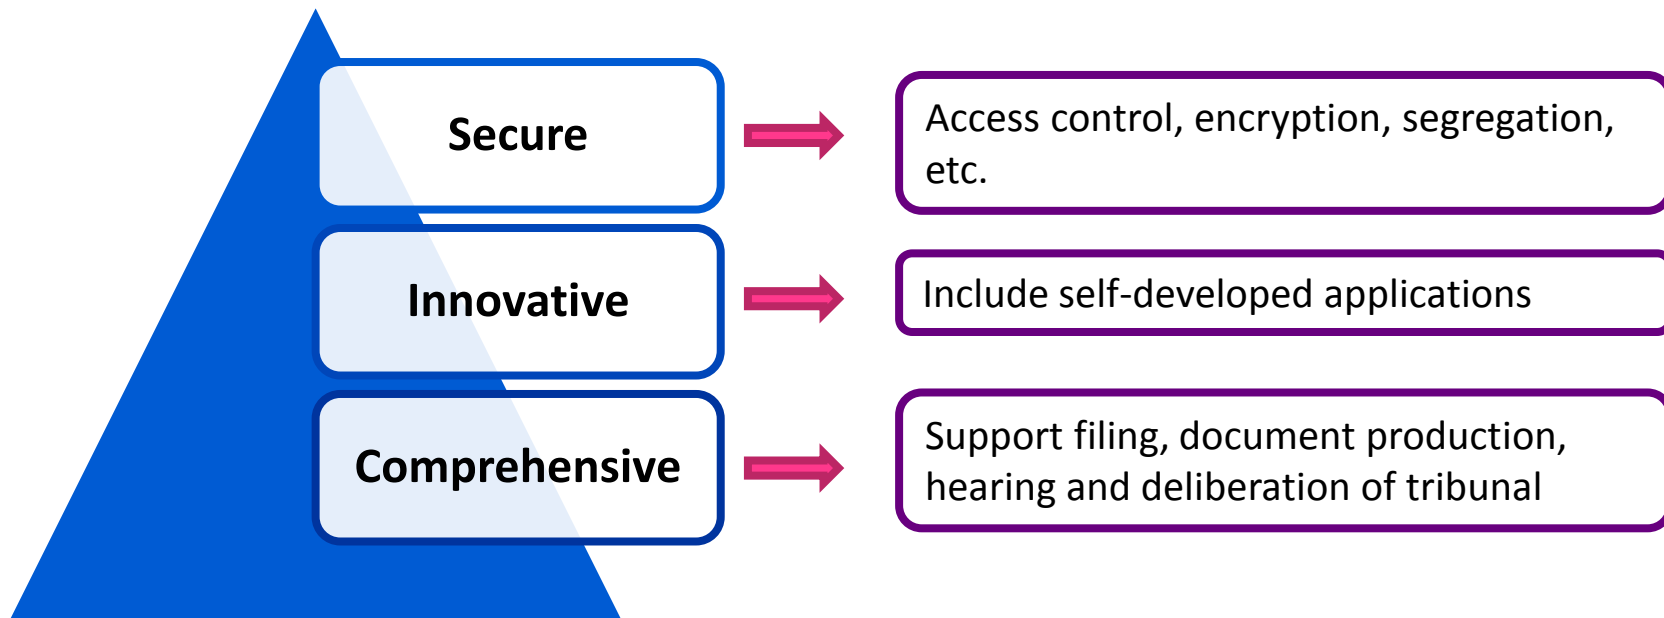 Secure
Access control, encryption, segregation,
etc.
Innovative
Include self-developed applications
Comprehensive
Support filing, document production,
hearing and deliberation of tribunal